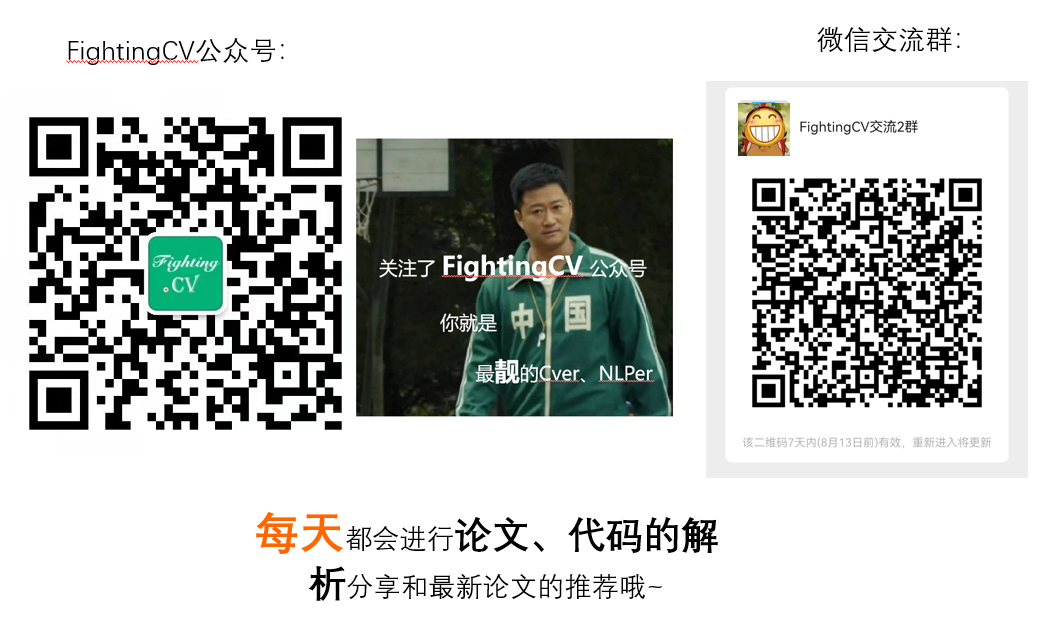 FightingCV公众号：
微信交流群：
Fighting
.CV
关注了 FightingCV 公众号
你就是
最靓的Cver、NLPer
中国
FightingCV交流2群
该二维码7天内(8月13日前)有效，重新进入将更新
每天都会进行论文、代码的解
析分享和最新论文的推荐哦~